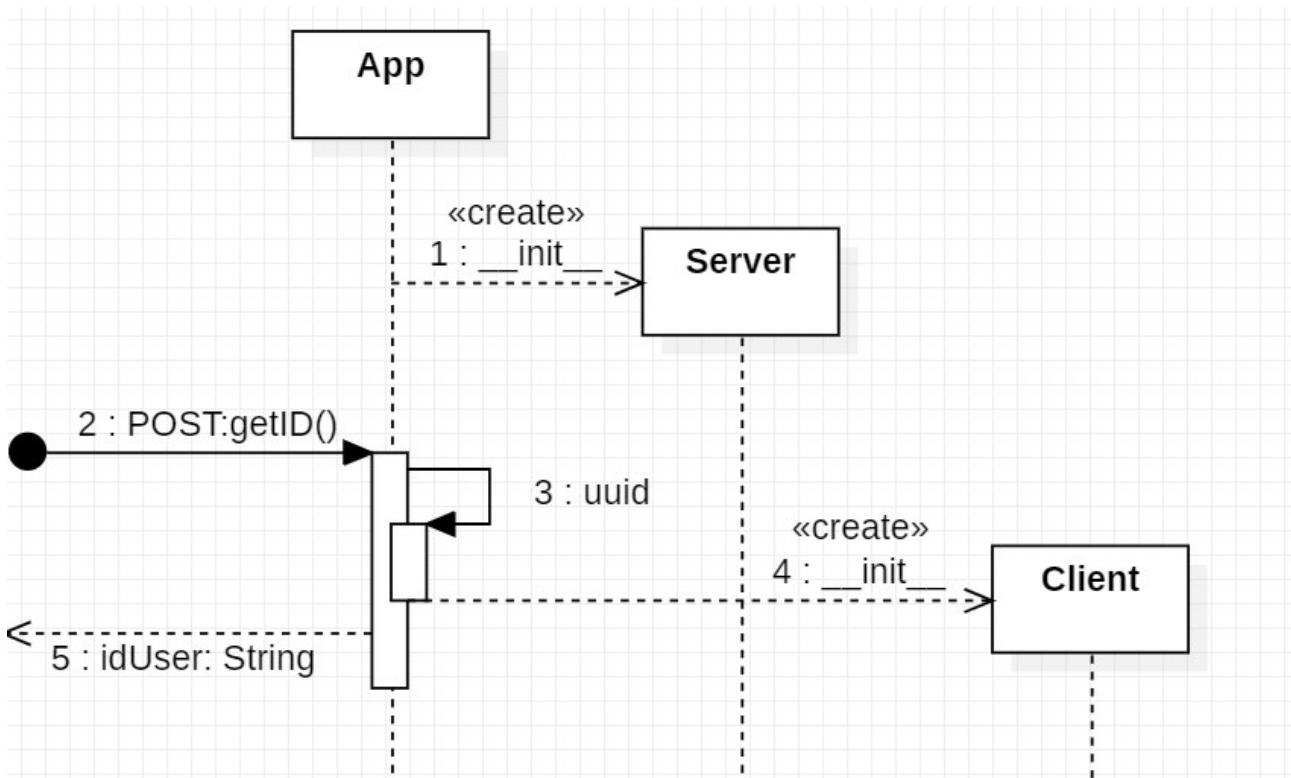 App
«create»
1 : __init__
Server
2 : POST:getID()
3 : uuid
«create»
4 : __init__
Client
5 : idUser: String